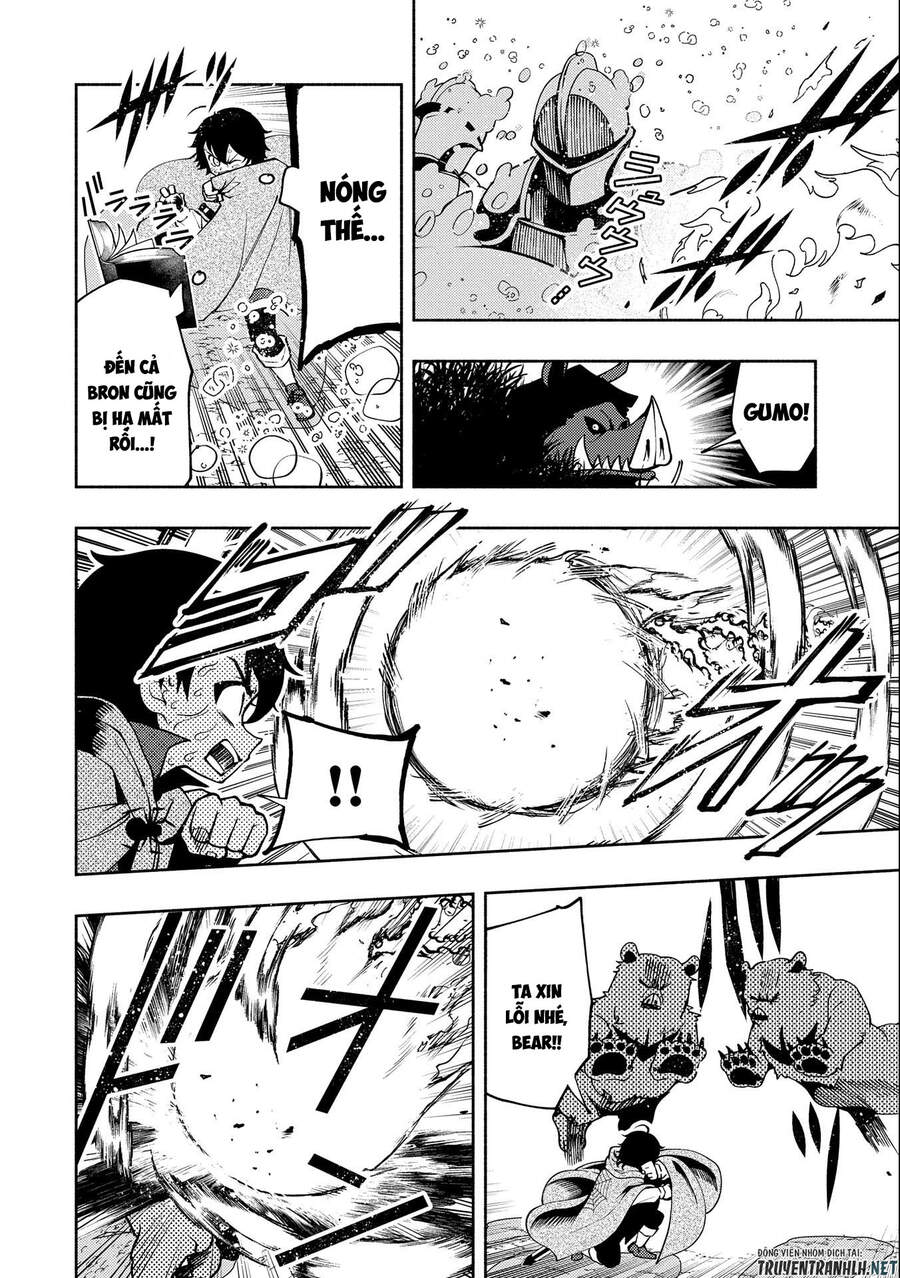 NÓNG
THẾ...
ĐẾN CẢ
BRON CŨNG
BỊ HẠ MẤT
RỒI...!
GUMO!
!!
TA XIN
LỖI NHÉ,
BEAR!!
ĐỘNG VIÊN NHÓM DỊCH TẠI:
TRUYENTRANHLH.NET